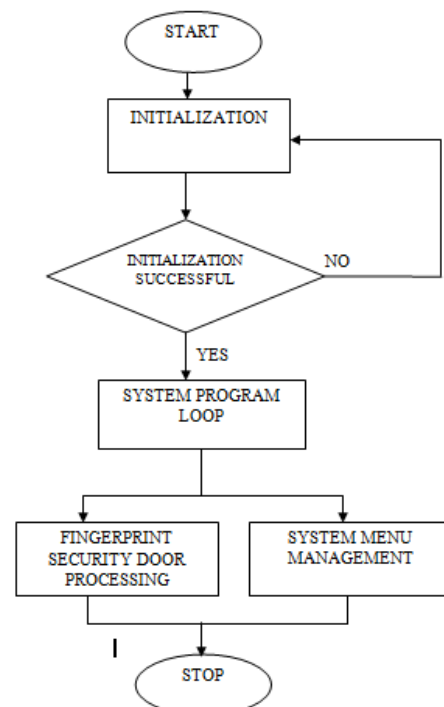 START
INITIALIZATION
INITIALIZATION
SUCCESSFUL
NO
YES
SYSTEM PROGRAM
LOOP
FINGERPRINT
SECURITY DOOR
PROCESSING
SYSTEM MENU
MANAGEMENT
STOP